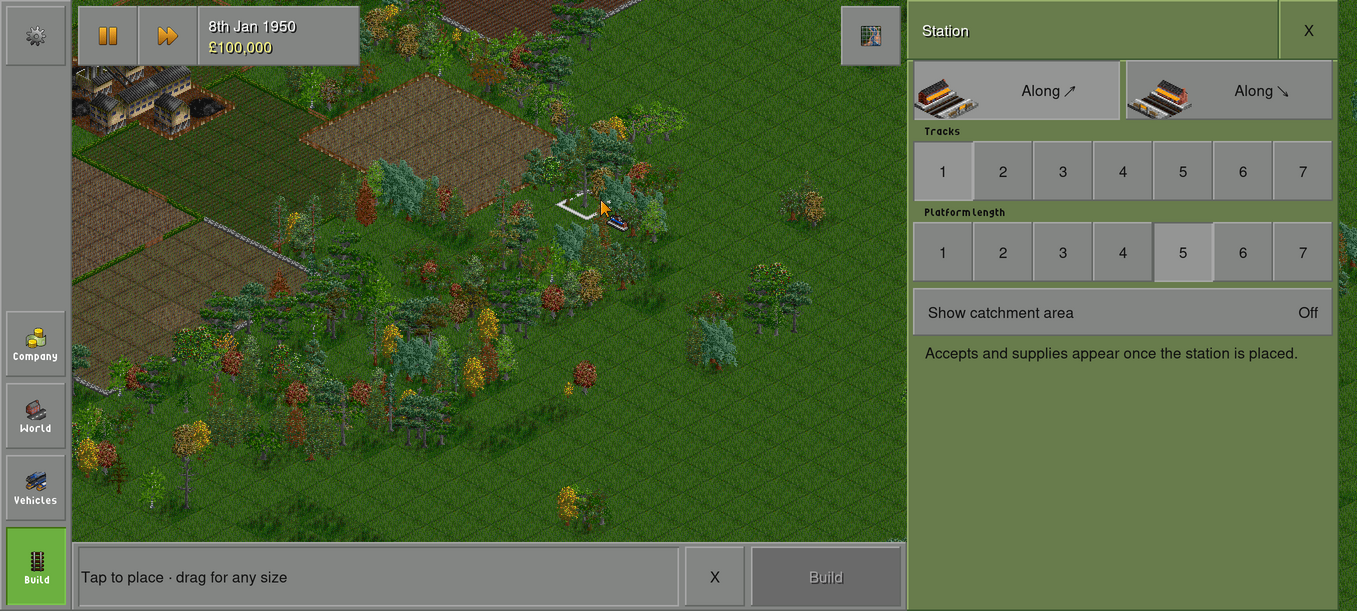 8th Jan 1950
£100,000
Station
X
Along ↗
Along ↘
Tracks
1 2 3 4 5 6 7
Platform length
1 2 3 4 5 6 7
Show catchment area Off
Accepts and supplies appear once the station is placed.
Company
World
Vehicles
Build
Tap to place · drag for any size
X
Build